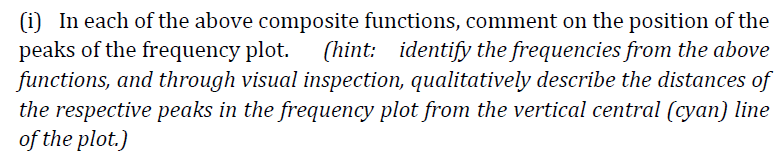 (i) In each of the above composite functions, comment on the position of the
peaks of the frequency plot. (hint: identify the frequencies from the above
functions, and through visual inspection, qualitatively describe the distances of
the respective peaks in the frequency plot from the vertical central (cyan) line
of the plot.)